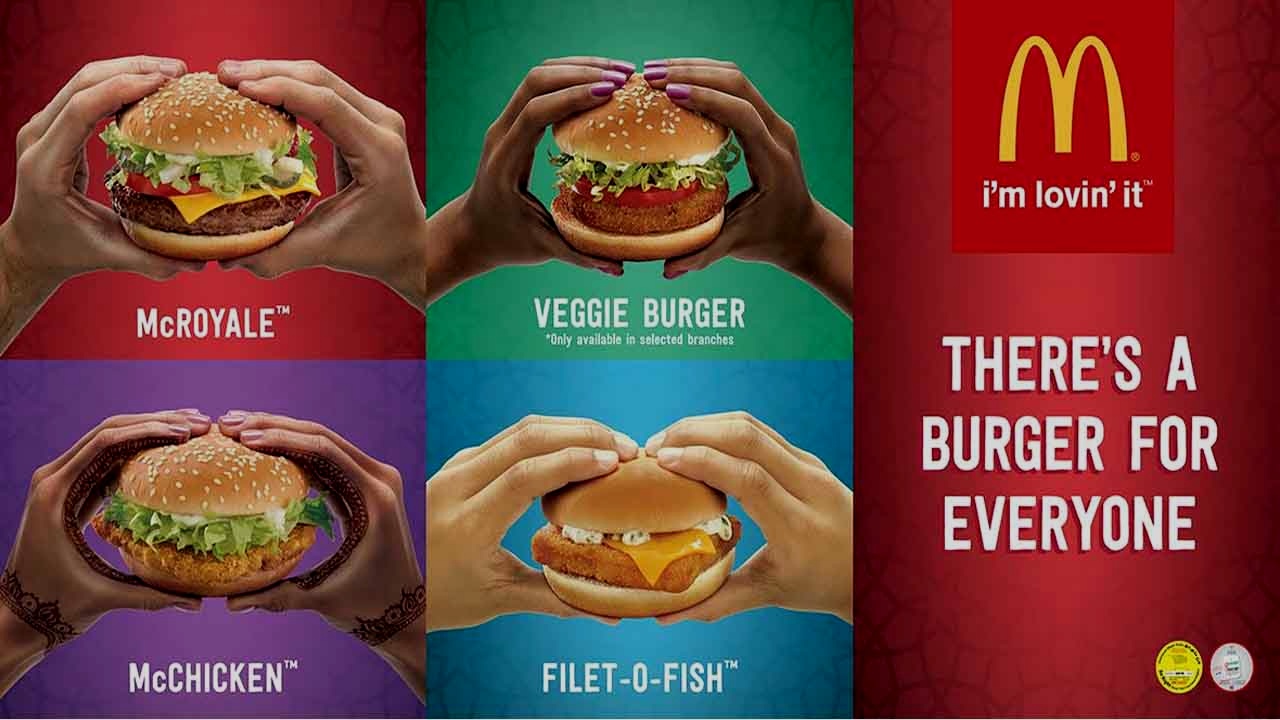 McROYALE™
VEGGIE BURGER
*Only available in selected branches
McCHICKEN™
FILET-O-FISH™
i'm lovin' it™
THERE'S A
BURGER FOR
EVERYONE